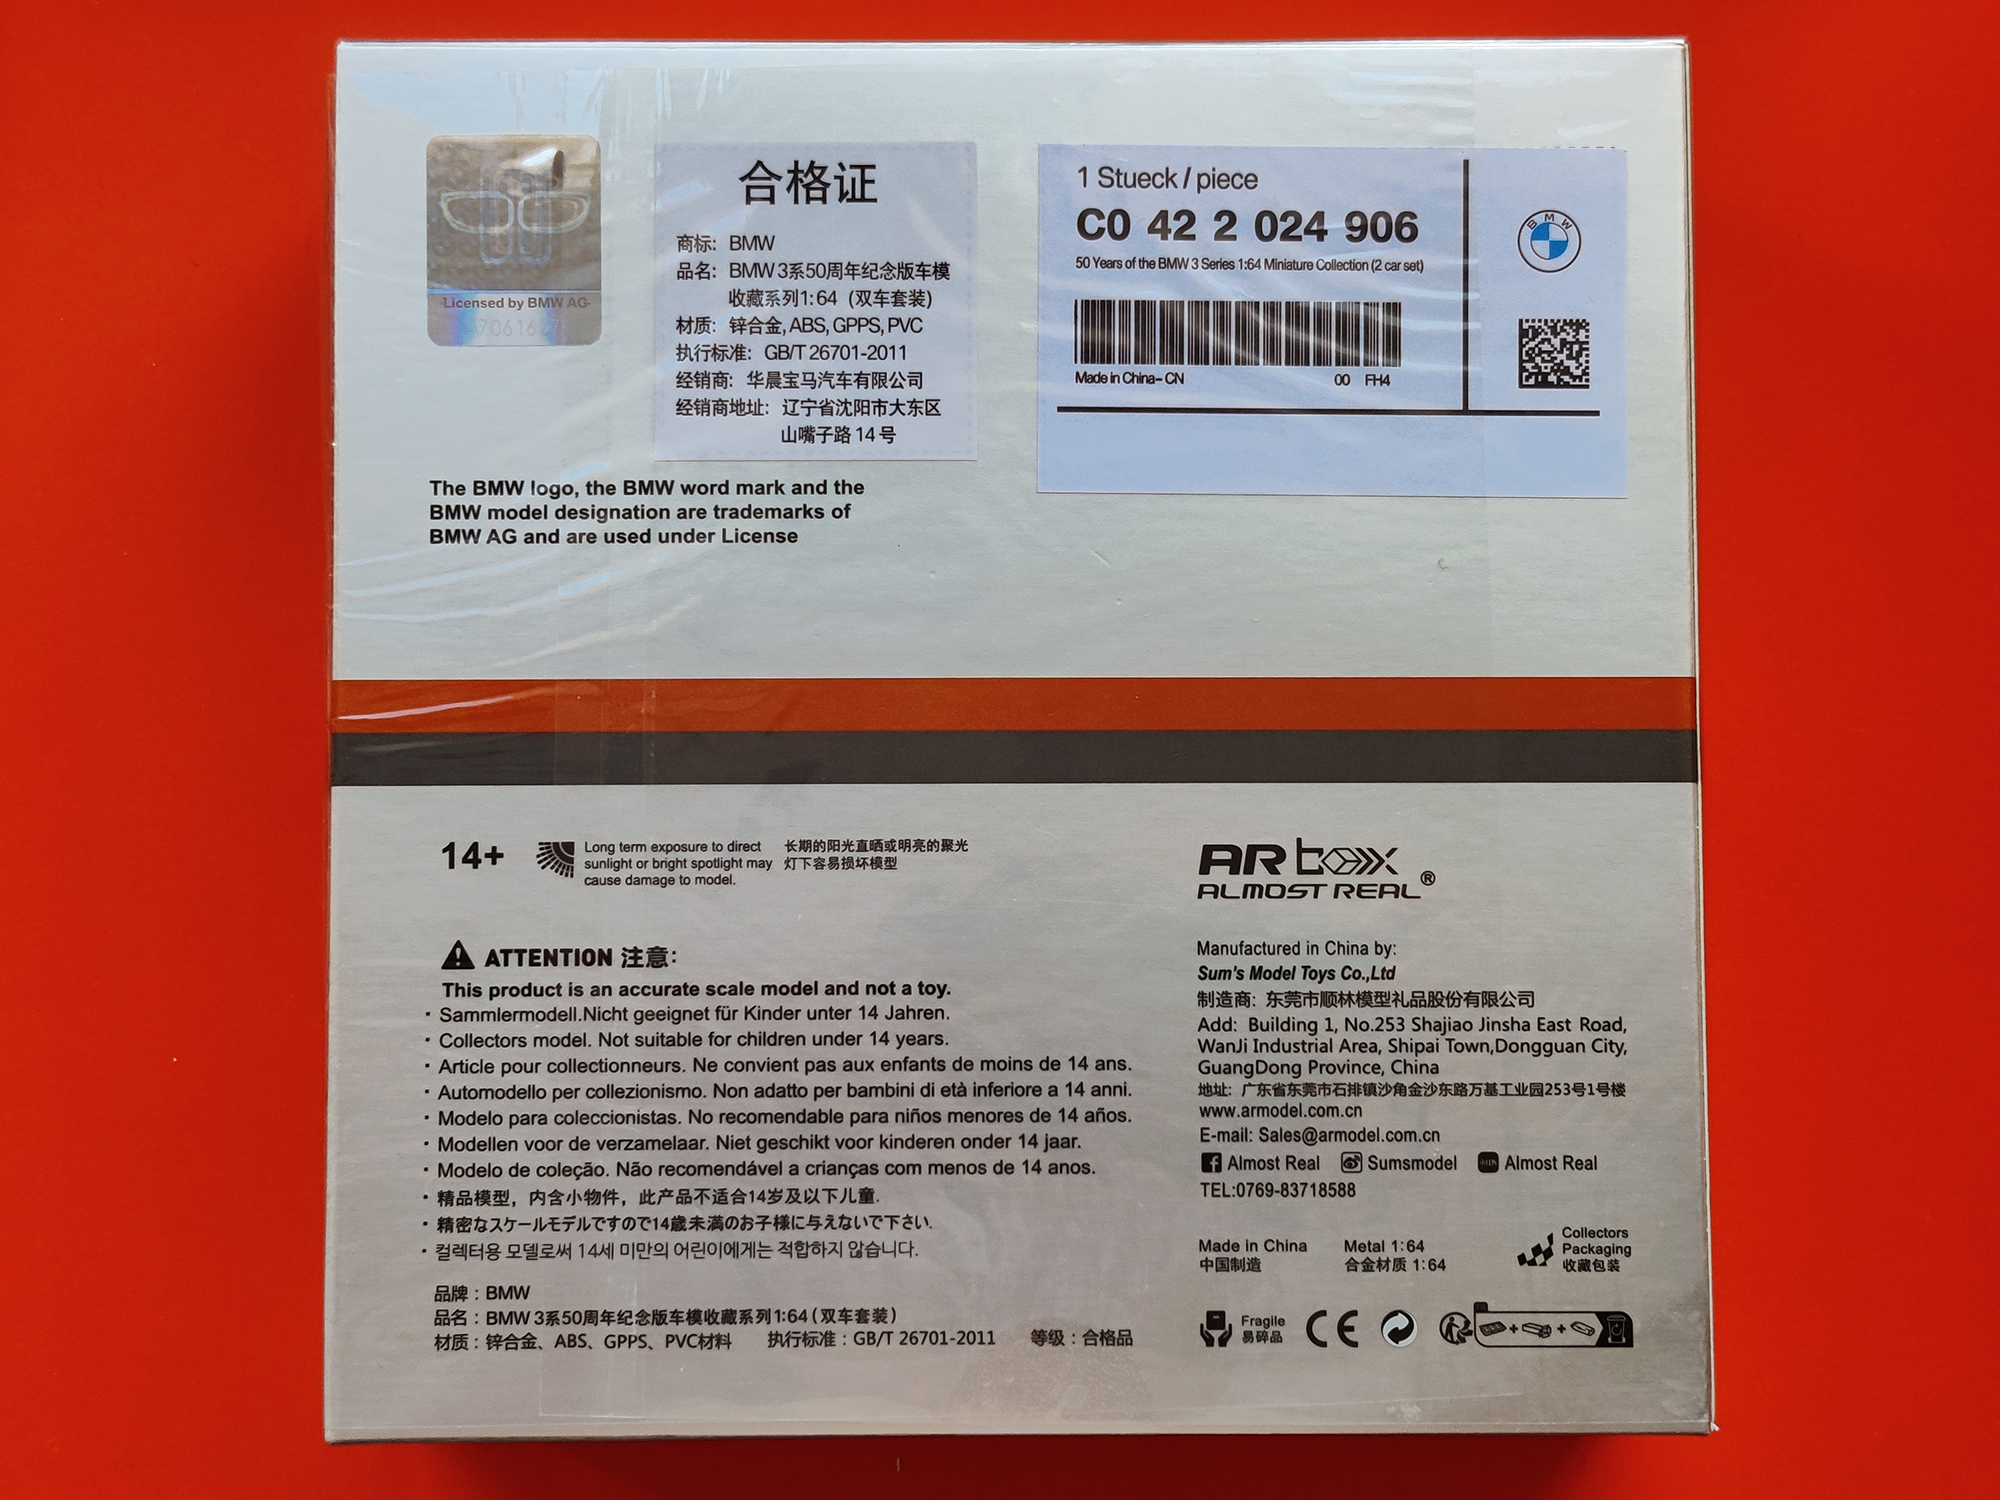 Licensed by BMW AG
合格证
商标: BMW
品名: BMW 3系50周年纪念版车模
收藏系列1:64 (双车套装)
材质: 锌合金, ABS, GPPS, PVC
执行标准: GB/T 26701-2011
经销商: 华晨宝马汽车有限公司
经销商地址: 辽宁省沈阳市大东区
山嘴子路 14 号
1 Stueck / piece
C0 42 2 024 906
50 Years of the BMW 3 Series 1:64 Miniature Collection (2 car set)
Made in China- CN 00 FH4
BMW
The BMW logo, the BMW word mark and the
BMW model designation are trademarks of
BMW AG and are used under License
14+
Long term exposure to direct
sunlight or bright spotlight may
cause damage to model.
长期的阳光直晒或明亮的聚光
灯下容易损坏模型
ATTENTION 注意:
This product is an accurate scale model and not a toy.
· Sammlermodell.Nicht geeignet für Kinder unter 14 Jahren.
· Collectors model. Not suitable for children under 14 years.
· Article pour collectionneurs. Ne convient pas aux enfants de moins de 14 ans.
· Automodello per collezionismo. Non adatto per bambini di età inferiore a 14 anni.
· Modelo para coleccionistas. No recomendable para niños menores de 14 años.
· Modellen voor de verzamelaar. Niet geschikt voor kinderen onder 14 jaar.
· Modelo de coleção. Não recomendável a crianças com menos de 14 anos.
· 精品模型, 内含小物件, 此产品不适合14岁及以下儿童.
· 精密なスケールモデルですので14歳未満のお子様に与えないで下さい.
· 컬렉터용 모델로써 14세 미만의 어린이에게는 적합하지 않습니다.
品牌 : BMW
品名 : BMW 3系50周年纪念版车模收藏系列1:64 (双车套装)
材质 : 锌合金、ABS、GPPS、PVC材料 执行标准 : GB/T 26701-2011 等级 : 合格品
AR box
ALMOST REAL®
Manufactured in China by:
Sum's Model Toys Co.,Ltd
制造商: 东莞市顺林模型礼品股份有限公司
Add: Building 1, No.253 Shajiao Jinsha East Road,
WanJi Industrial Area, Shipai Town,Dongguan City,
GuangDong Province, China
地址: 广东省东莞市石排镇沙角金沙东路万基工业园253号1号楼
www.armodel.com.cn
E-mail: Sales@armodel.com.cn
Almost Real Sumsmodel Almost Real
TEL:0769-83718588
Made in China
中国制造
Metal 1:64
合金材质 1:64
Collectors
Packaging
收藏包装
Fragile
易碎品
CE